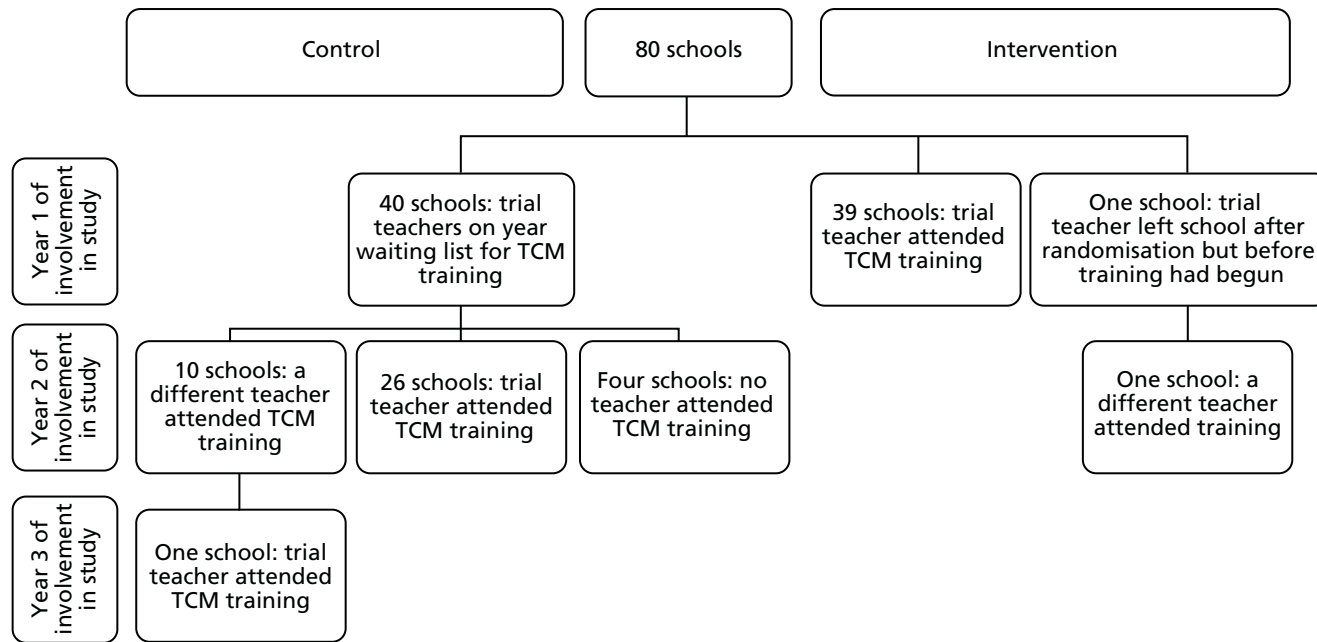 Control
80 schools
Intervention
Year 1 of
involvement
in study
40 schools: trial
teachers on year
waiting list for TCM
training
39 schools: trial
teacher attended
TCM training
One school: trial
teacher left school after
randomisation but before
training had begun
Year 2 of
involvement
in study
10 schools: a
different teacher
attended TCM
training
26 schools: trial
teacher attended
TCM training
Four schools: no
teacher attended
TCM training
One school: a
different teacher
attended training
Year 3 of
involvement
in study
One school: trial
teacher attended
TCM training